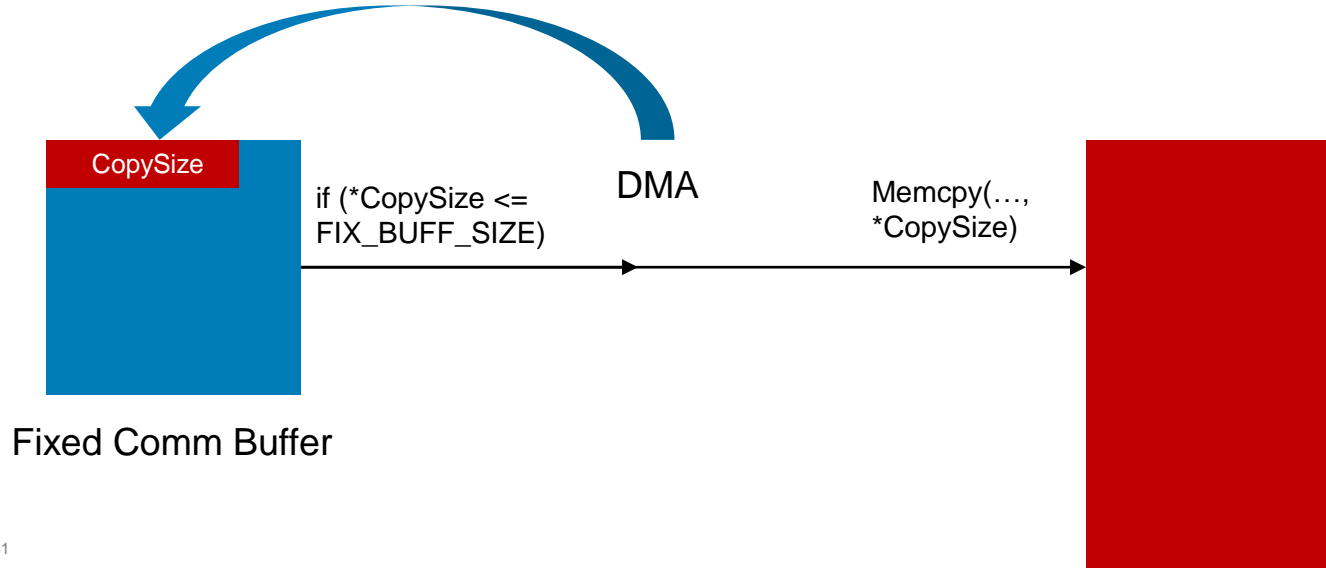 CopySize
if (*CopySize <=
FIX_BUFF_SIZE)
DMA
Memcpy(…,
*CopySize)
Fixed Comm Buffer
1